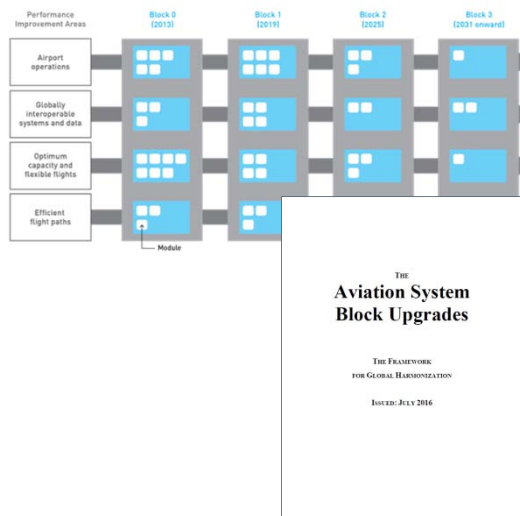 Performance
Improvement Areas
Block 0
(2013)
Block 1
(2019)
Block 2
(2025)
Block 3
(2031 onward)
Airport
operations
Globally
interoperable
systems and data
Optimum
capacity and
flexible flights
Efficient
flight paths
Module
THE
Aviation System
Block Upgrades
THE FRAMEWORK
FOR GLOBAL HARMONIZATION
ISSUED: JULY 2016